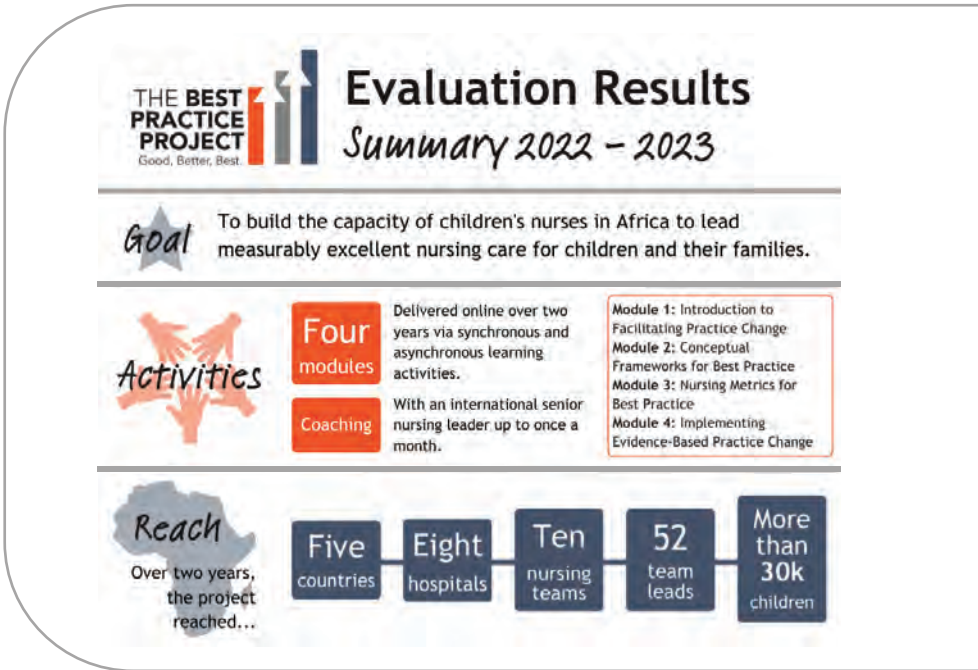 THE BEST
PRACTICE
PROJECT
Good, Better, Best.
Evaluation Results
Summary 2022 – 2023
Goal
To build the capacity of children's nurses in Africa to lead
measurably excellent nursing care for children and their families.
Activities
Four
modules
Delivered online over two
years via synchronous and
asynchronous learning
activities.
Coaching
With an international senior
nursing leader up to once a
month.
Module 1: Introduction to
Facilitating Practice Change
Module 2: Conceptual
Frameworks for Best Practice
Module 3: Nursing Metrics for
Best Practice
Module 4: Implementing
Evidence-Based Practice Change
Reach
Over two years,
the project
reached...
Five
countries
Eight
hospitals
Ten
nursing
teams
52
team
leads
More
than
30k
children